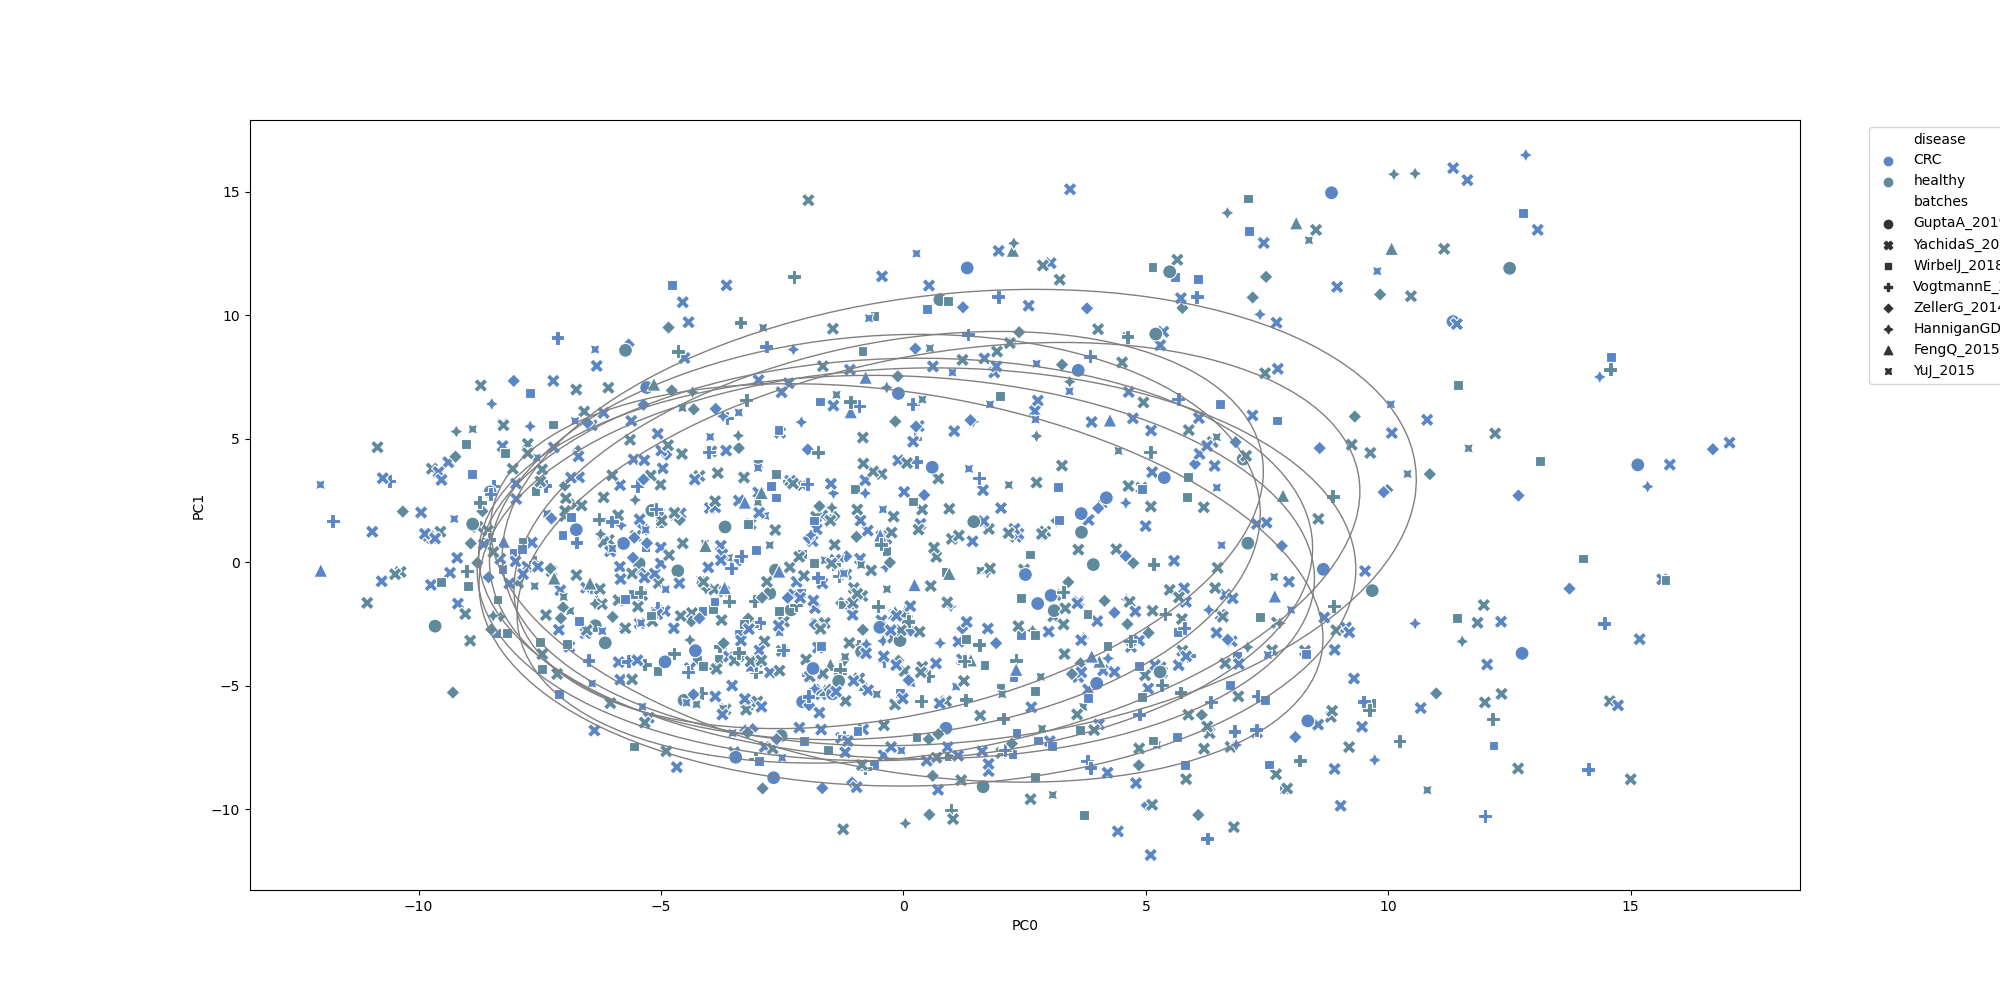 15
10
5
0
−5
−10
PC1
−10
−5
0
5
10
15
PC0
disease
CRC
healthy
batches
GuptaA_201
YachidaS_20
WirbelJ_2018
VogtmannE_
ZellerG_2014
HanniganGD
FengQ_2015
YuJ_2015